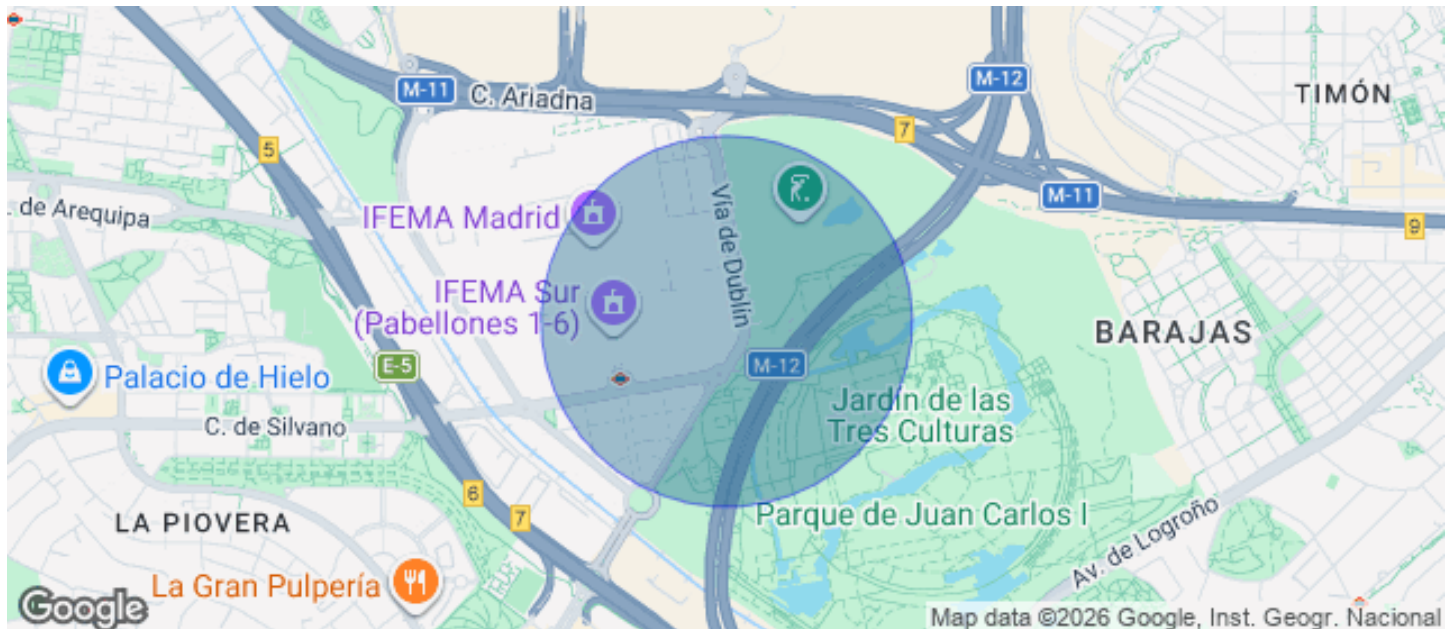 M-11
C. Ariadna
M-12
TIMÓN
5
7
. de Arequipa
Vía de Dublín
M-11
9
IFEMA Madrid
IFEMA Sur
(Pabellones 1-6)
BARAJAS
E-5
M-12
Palacio de Hielo
Jardín de las
Tres Culturas
C. de Silvano
6
7
LA PIOVERA
Parque de Juan Carlos I
Av. de Logroño
La Gran Pulpería
Google
Map data ©2026 Google, Inst. Geogr. Nacional